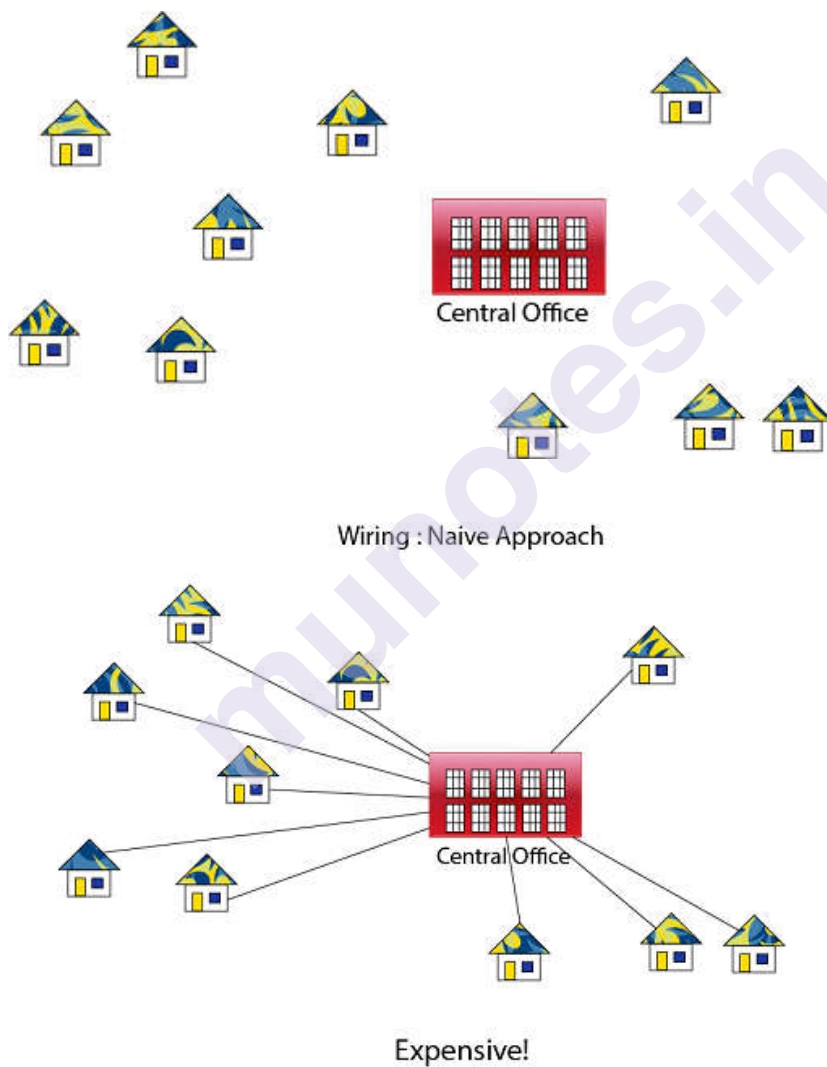 Central Office
Wiring : Naive Approach
munotes.in
Central Office
Expensive!